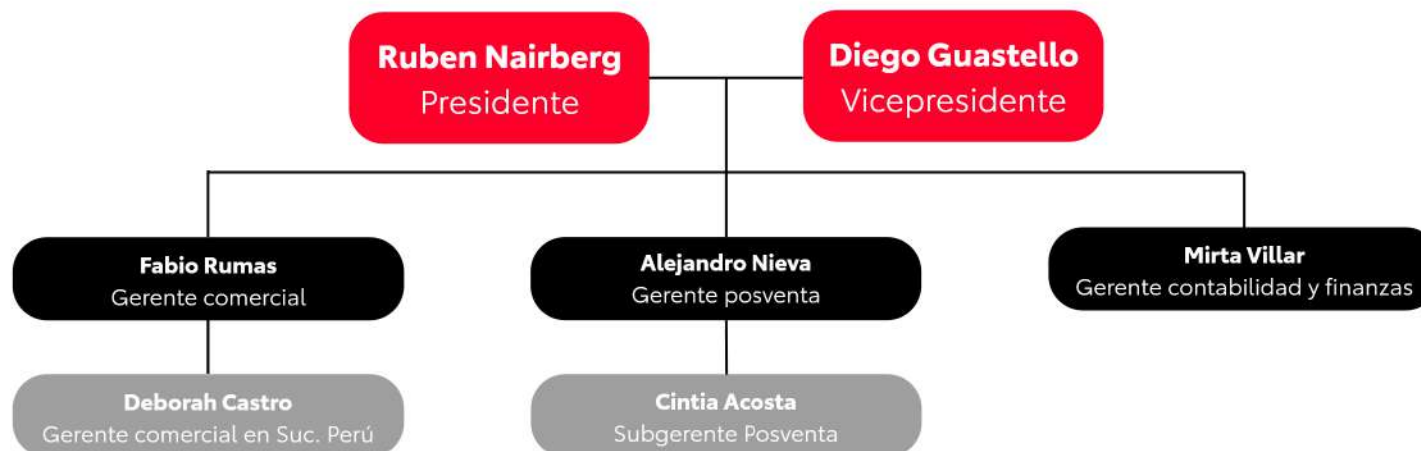 Ruben Nairberg
Presidente
Diego Guastello
Vicepresidente
Fabio Rumas
Gerente comercial
Alejandro Nieva
Gerente posventa
Mirta Villar
Gerente contabilidad y finanzas
Deborah Castro
Gerente comercial en Suc. Perú
Cintia Acosta
Subgerente Posventa